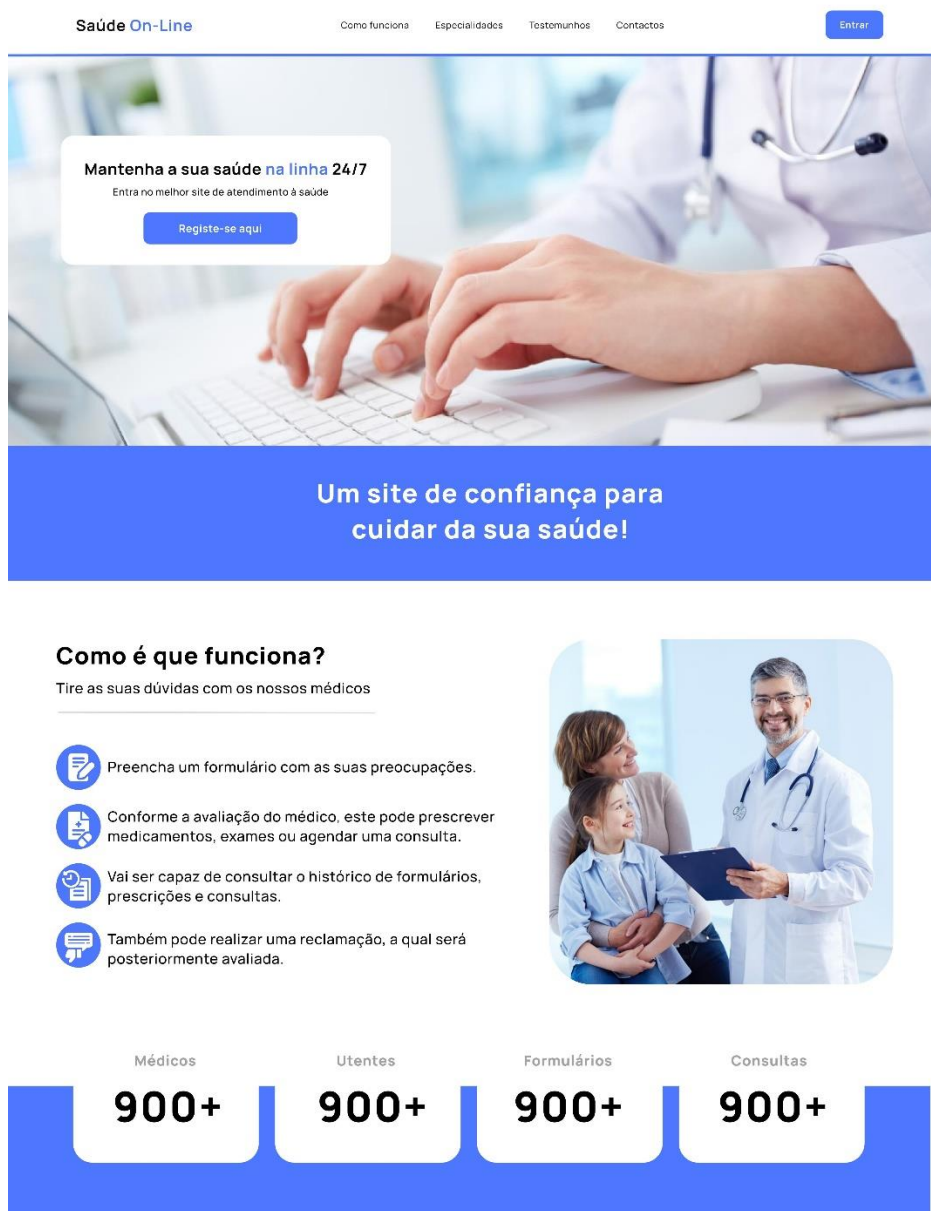 Saúde On-Line
Como funciona
Especialidades
Testemunhos
Contactos
Entrar
Mantenha a sua saúde na linha 24/7
Entra no melhor site de atendimento à saúde
Registe-se aqui
Um site de confiança para
cuidar da sua saúde!
Como é que funciona?
Tire as suas dúvidas com os nossos médicos
Preencha um formulário com as suas preocupações.
Conforme a avaliação do médico, este pode prescrever
medicamentos, exames ou agendar uma consulta.
Vai ser capaz de consultar o histórico de formulários,
prescrições e consultas.
Também pode realizar uma reclamação, a qual será
posteriormente avaliada.
Médicos
900+
Utentes
900+
Formulários
900+
Consultas
900+